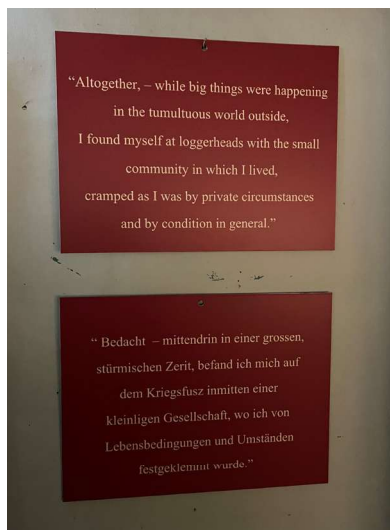 “Altogether, – while big things were happening
in the tumultuous world outside,
I found myself at loggerheads with the small
community in which I lived,
cramped as I was by private circumstances
and by condition in general.”
“ Bedacht – mittendrin in einer grossen,
stürmischen Zerit, befand ich mich auf
dem Kriegsfusz inmitten einer
kleinligen Gesellschaft, wo ich von
Lebensbedingungen und Umständen
festgeklemmt wurde.”